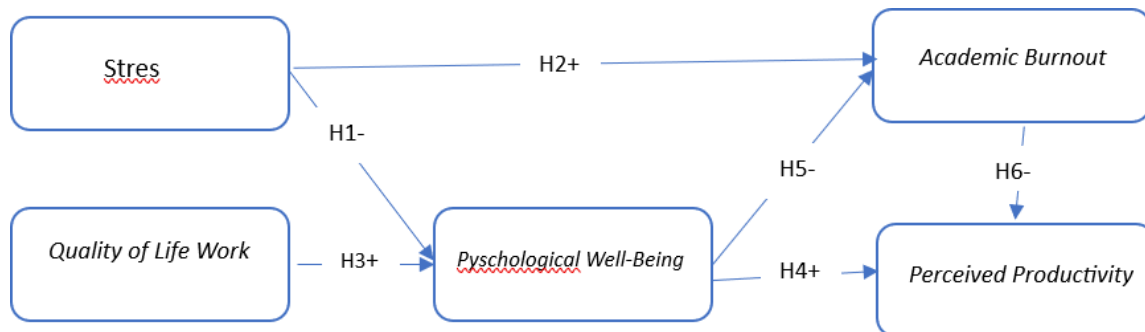 Stres
H2+
Academic Burnout
H1-
H5-
H6-
Quality of Life Work
H3+
Pyschological Well-Being
H4+
Perceived Productivity